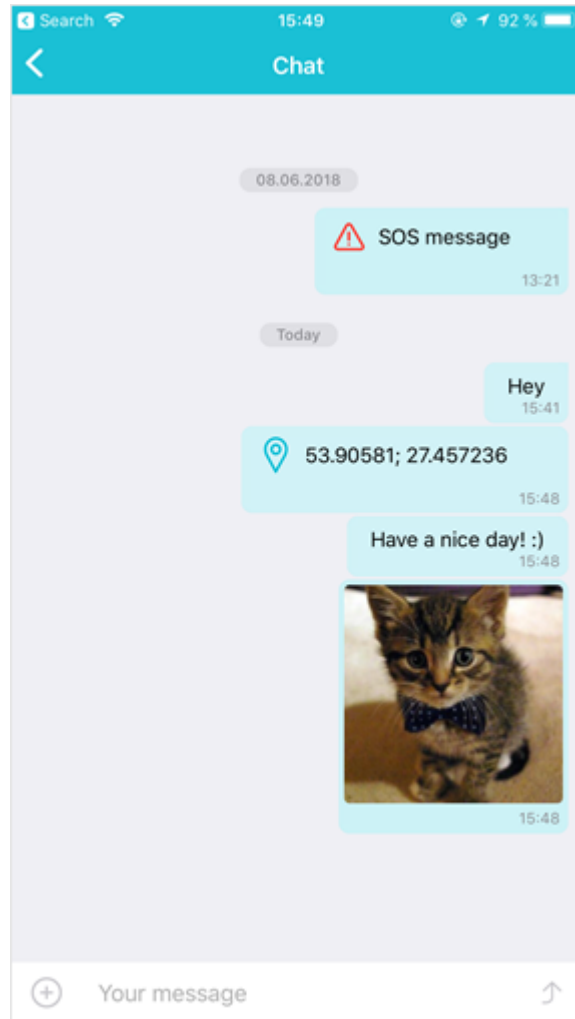 Search 15:49 92 %
Chat
08.06.2018
SOS message
13:21
Today
Hey
15:41
53.90581; 27.457236
15:48
Have a nice day! :)
15:48
15:48
Your message